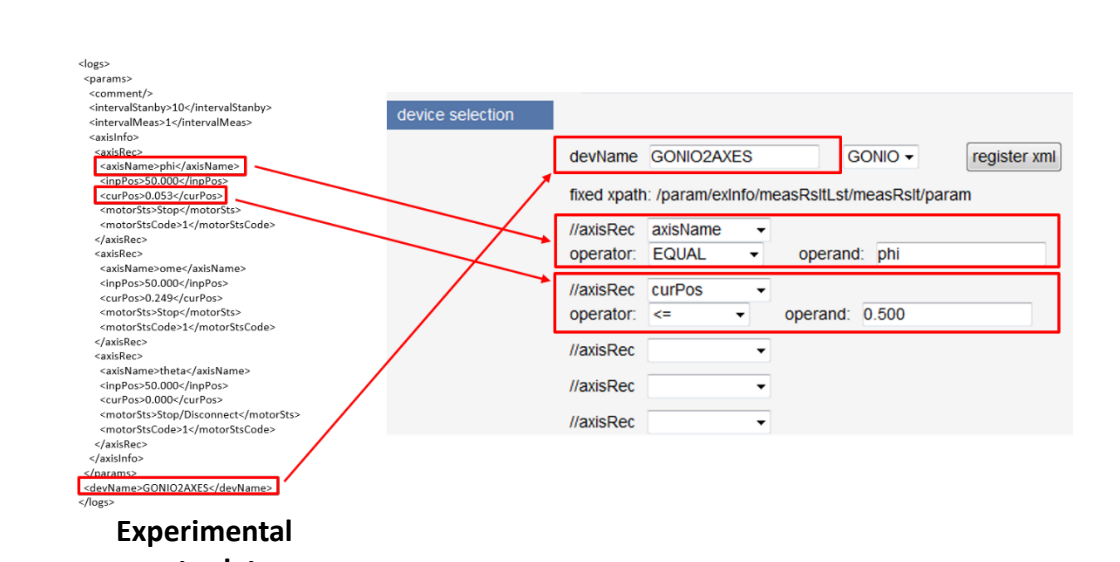 <logs>
<params>
<comment/>
<intervalStanby>10</intervalStanby>
<intervalMeas>1</intervalMeas>
<axisInfo>
<axisRec>
<axisName>phi</axisName>
<inpPos>50.000</inpPos>
<curPos>0.053</curPos>
<motorSts>Stop</motorSts>
<motorStsCode>1</motorStsCode>
</axisRec>
<axisRec>
<axisName>ome</axisName>
<inpPos>50.000</inpPos>
<curPos>0.249</curPos>
<motorSts>Stop</motorSts>
<motorStsCode>1</motorStsCode>
</axisRec>
<axisRec>
<axisName>theta</axisName>
<inpPos>50.000</inpPos>
<curPos>0.000</curPos>
<motorSts>Stop/Disconnect</motorSts>
<motorStsCode>1</motorStsCode>
</axisRec>
</axisInfo>
</params>
<devName>GONIO2AXES</devName>
</logs>
Experimental
device selection
devName GONIO2AXES GONIO register xml
fixed xpath: /param/exInfo/measRsltLst/measRslt/param
//axisRec axisName
operator: EQUAL operand: phi
//axisRec curPos
operator: <= operand: 0.500
//axisRec
//axisRec
//axisRec